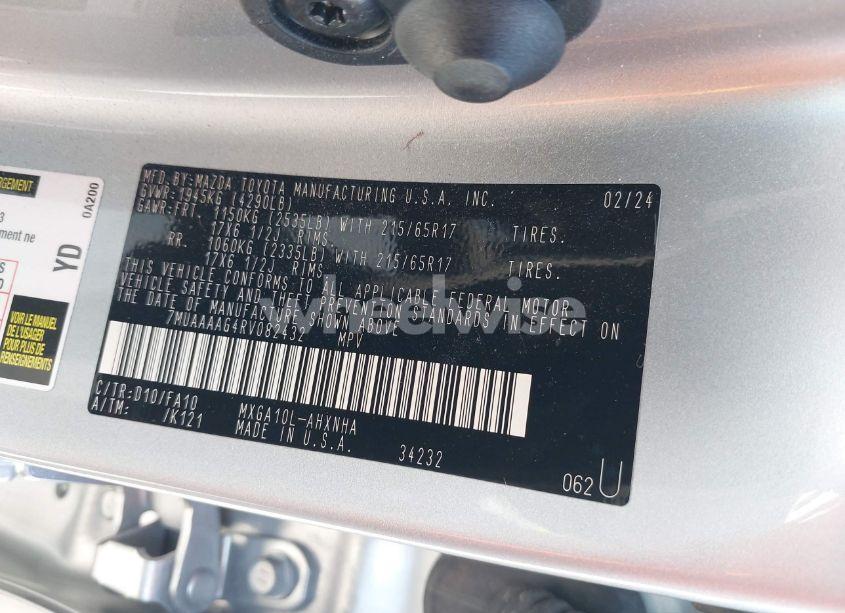 MFD.BY:MAZDA TOYOTA MANUFACTURING U.S.A. INC. 02/24
GVWR:1945KG (4290LB)
GAWR:FRT. 1150KG (2535LB) WITH 215/65R17 TIRES.
17X6 1/2J RIMS.
RR. 1060KG (2335LB) WITH 215/65R17 TIRES.
17X6 1/2J RIMS.
THIS VEHICLE CONFORMS TO ALL APPLICABLE FEDERAL MOTOR
VEHICLE SAFETY AND THEFT PREVENTION STANDARDS IN EFFECT ON
THE DATE OF MANUFACTURE SHOWN ABOVE
7MUAAAAG4RV082432 MPV
C/TR:D10/FA10 MXGA10L-AHXNHA
A/TM: /K121 MADE IN U.S.A.
34232
062 U
0A200
YD
ment ne
VOIR LE MANUEL
DE L'USAGER
POUR PLUS DE
RENSEIGNEMENTS
wheelwise